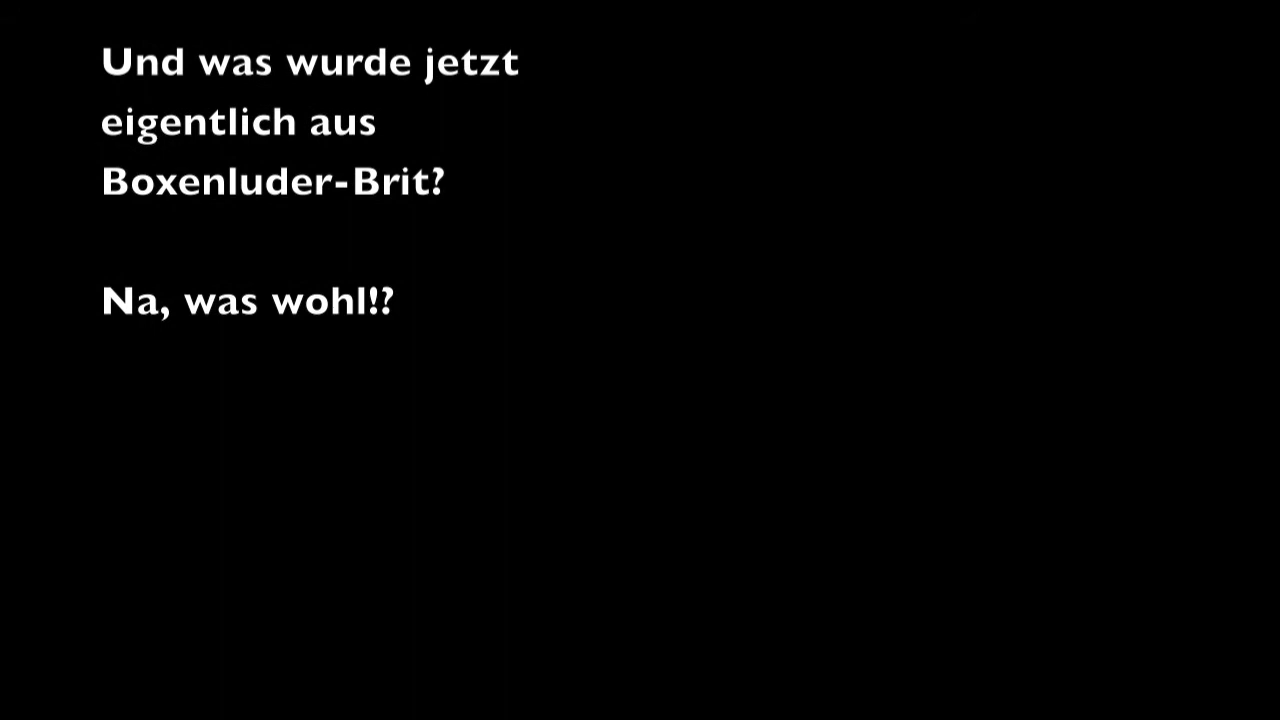 Und was wurde jetzt
eigentlich aus
Boxenluder-Brit?
Na, was wohl!?